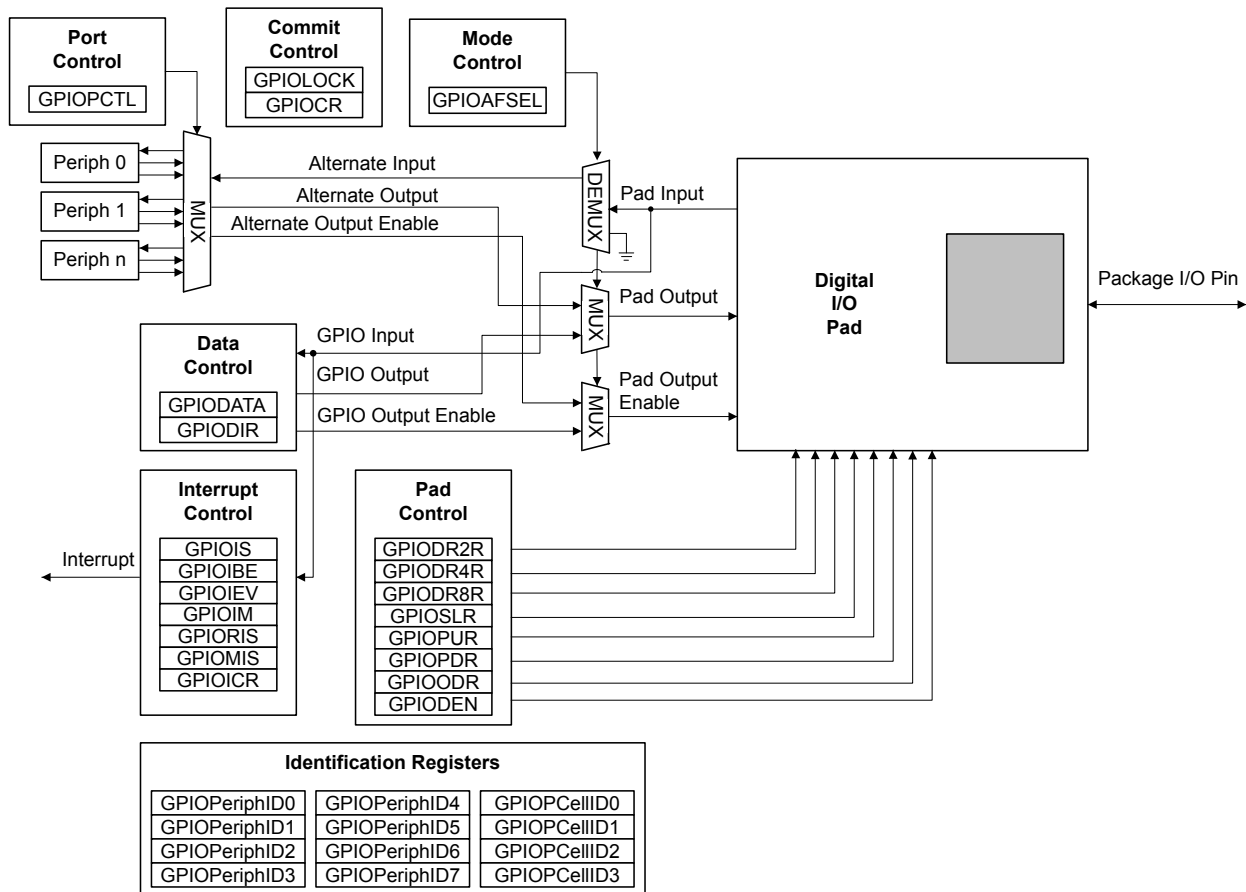 Port
Control
GPIOPCTL
Commit
Control
GPIOLOCK
GPIOCR
Mode
Control
GPIOAFSEL
Periph 0
Periph 1
Periph n
MUX
Alternate Input
Alternate Output
Alternate Output Enable
DEMUX
Pad Input
MUX
Pad Output
MUX
Pad Output
Enable
Digital
I/O
Pad
Package I/O Pin
Data
Control
GPIODATA
GPIODIR
GPIO Input
GPIO Output
GPIO Output Enable
Interrupt
Control
GPIOIS
GPIOIBE
GPIOIEV
GPIOIM
GPIORIS
GPIOMIS
GPIOICR
Interrupt
Pad
Control
GPIODR2R
GPIODR4R
GPIODR8R
GPIOSLR
GPIOPUR
GPIOPDR
GPIOODR
GPIODEN
Identification Registers
GPIOPeriphID0
GPIOPeriphID1
GPIOPeriphID2
GPIOPeriphID3
GPIOPeriphID4
GPIOPeriphID5
GPIOPeriphID6
GPIOPeriphID7
GPIOPCellID0
GPIOPCellID1
GPIOPCellID2
GPIOPCellID3